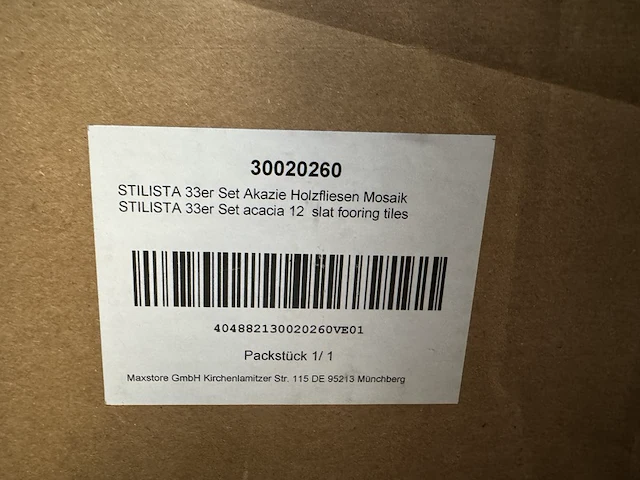 30020260
STILISTA 33er Set Akazie Holzfliesen Mosaik
STILISTA 33er Set acacia 12 slat fooring tiles
404882130020260VE01
Packstück 1/ 1
Maxstore GmbH Kirchenlamitzer Str. 115 DE 95213 Münchberg